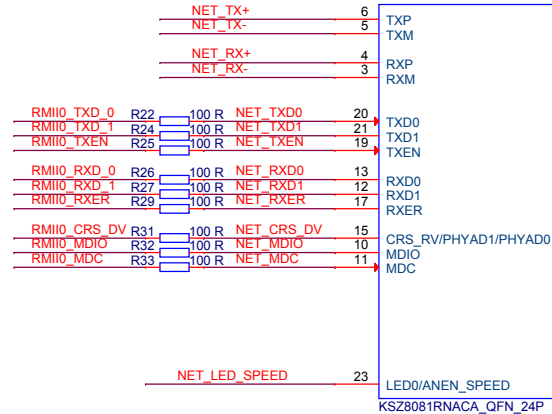 NET_TX+ 6 TXP
NET_TX- 5 TXM
NET_RX+ 4 RXP
NET_RX- 3 RXM
RMII0_TXD_0 R22 100 R NET_TXD0 20 TXD0
RMII0_TXD_1 R24 100 R NET_TXD1 21 TXD1
RMII0_TXEN R25 100 R NET_TXEN 19 TXEN
RMII0_RXD_0 R26 100 R NET_RXD0 13 RXD0
RMII0_RXD_1 R27 100 R NET_RXD1 12 RXD1
RMII0_RXER R29 100 R NET_RXER 17 RXER
RMII0_CRS_DV R31 100 R NET_CRS_DV 15 CRS_RV/PHYAD1/PHYAD0
RMII0_MDIO R32 100 R NET_MDIO 10 MDIO
RMII0_MDC R33 100 R NET_MDC 11 MDC
NET_LED_SPEED 23 LED0/ANEN_SPEED
KSZ8081RNACA_QFN_24P